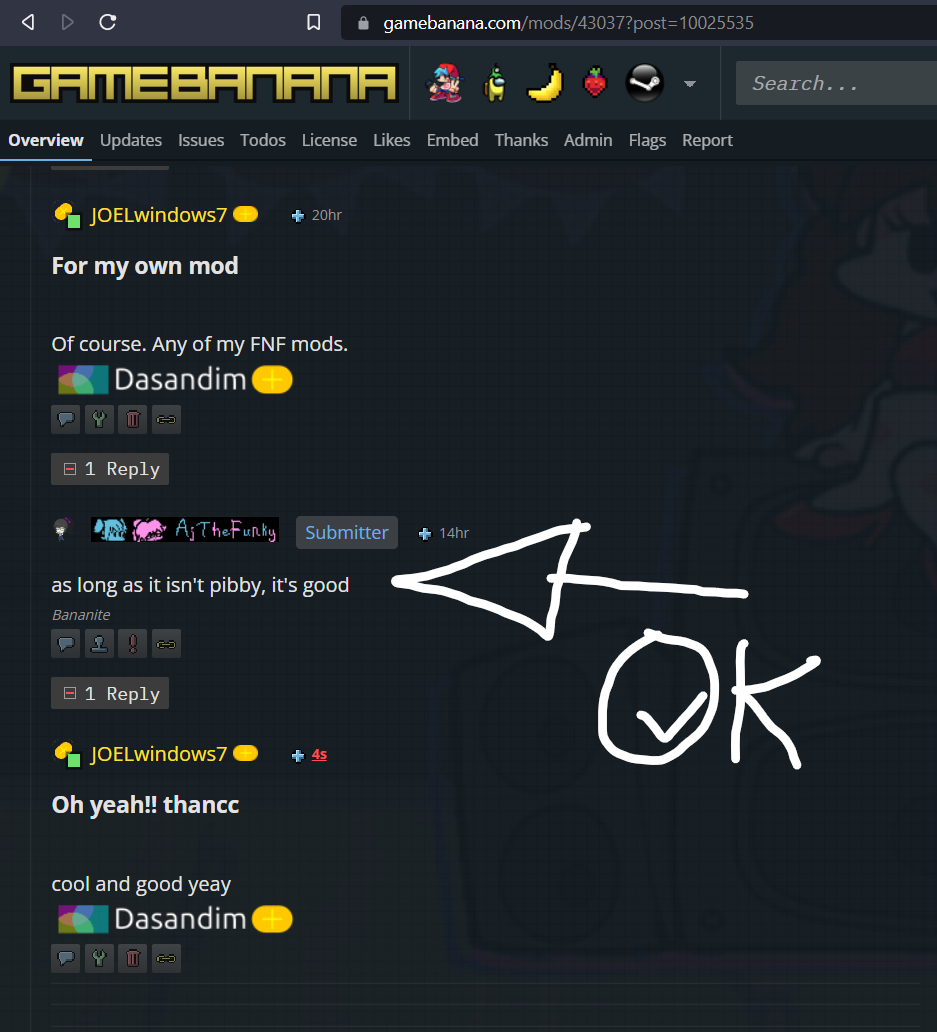 gamebanana.com/mods/43037?post=10025535
GAMEBANANA
Search...
Overview Updates Issues Todos License Likes Embed Thanks Admin Flags Report
JOELwindows7 20hr
For my own mod
Of course. Any of my FNF mods.
Dasandim
1 Reply
AjTheFunky Submitter 14hr
as long as it isn't pibby, it's good
Bananite
1 Reply
OK
JOELwindows7 4s
Oh yeah!! thancc
cool and good yeay
Dasandim